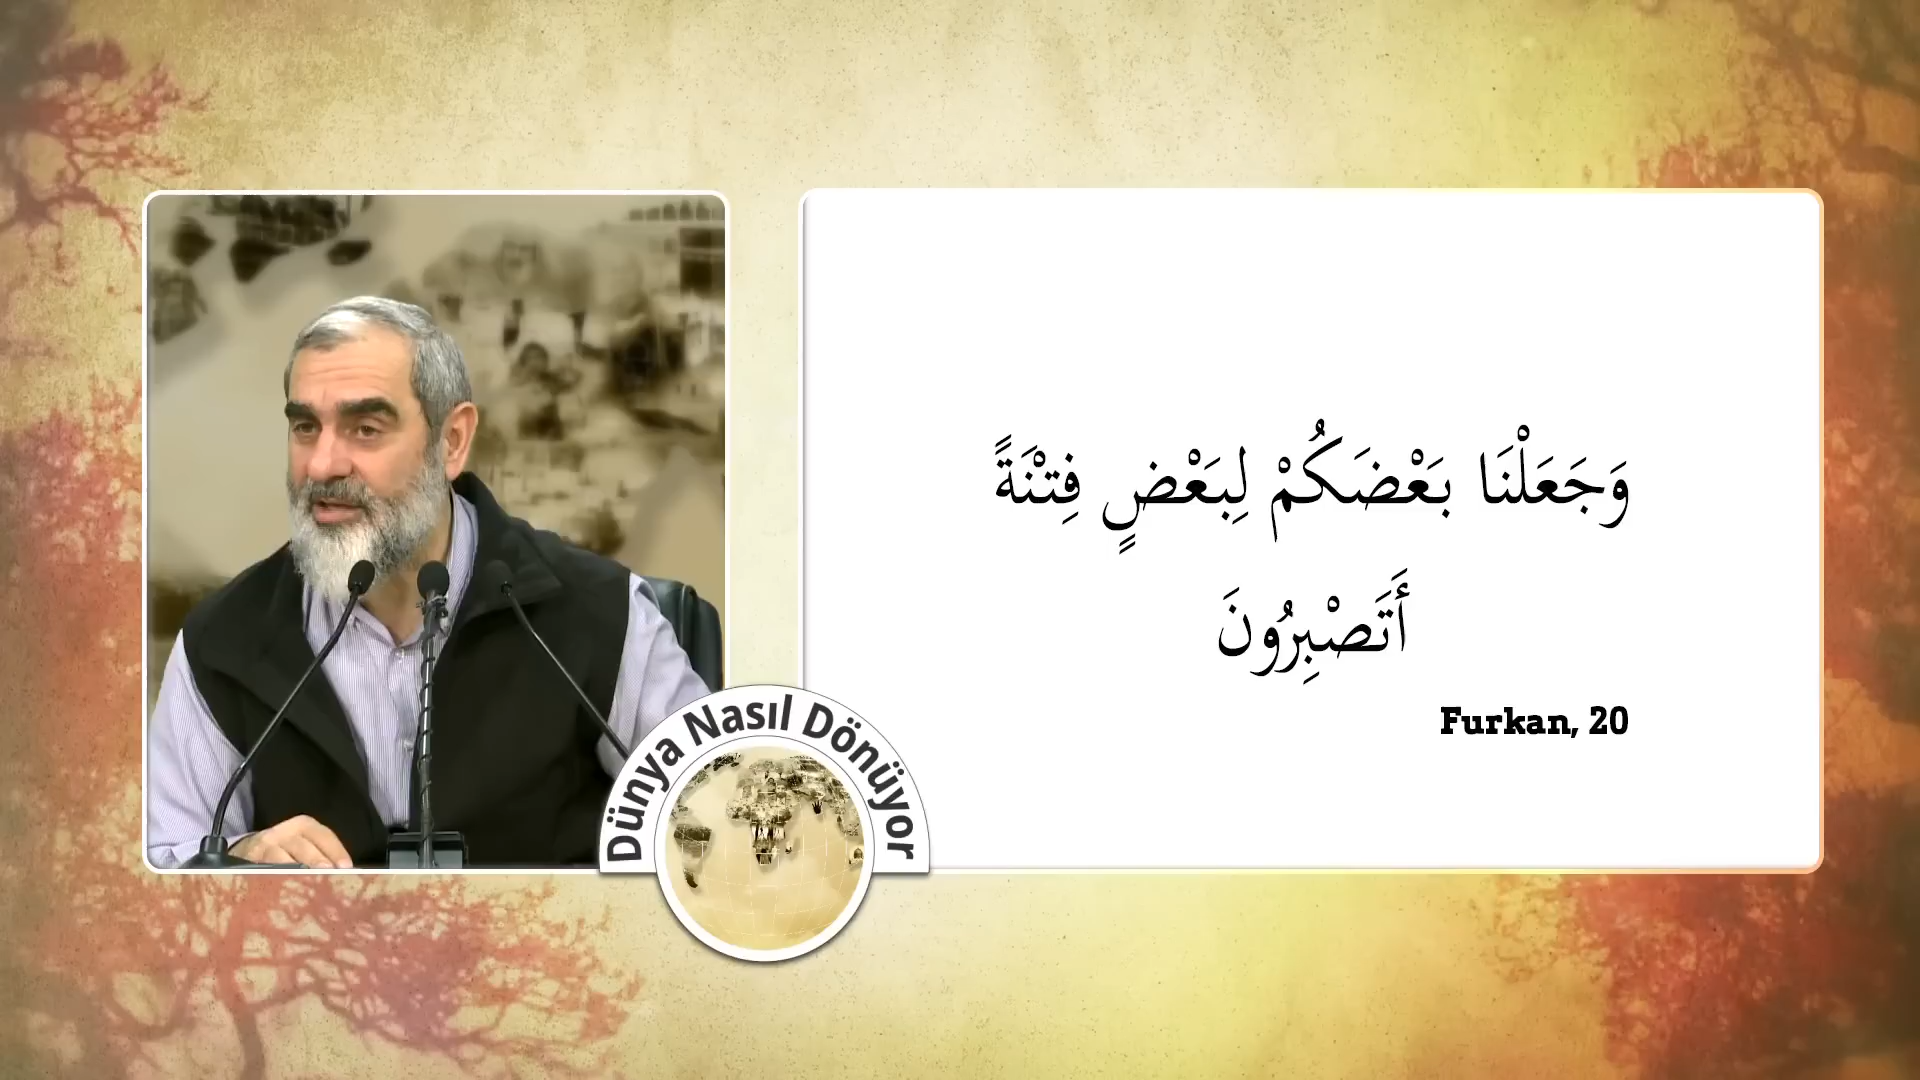 وَجَعَلْنَا بَعْضَكُمْ لِبَعْضٍ فِتْنَةً
أَتَصْبِرُونَ
Furkan, 20
Dünya Nasıl Dönüyor